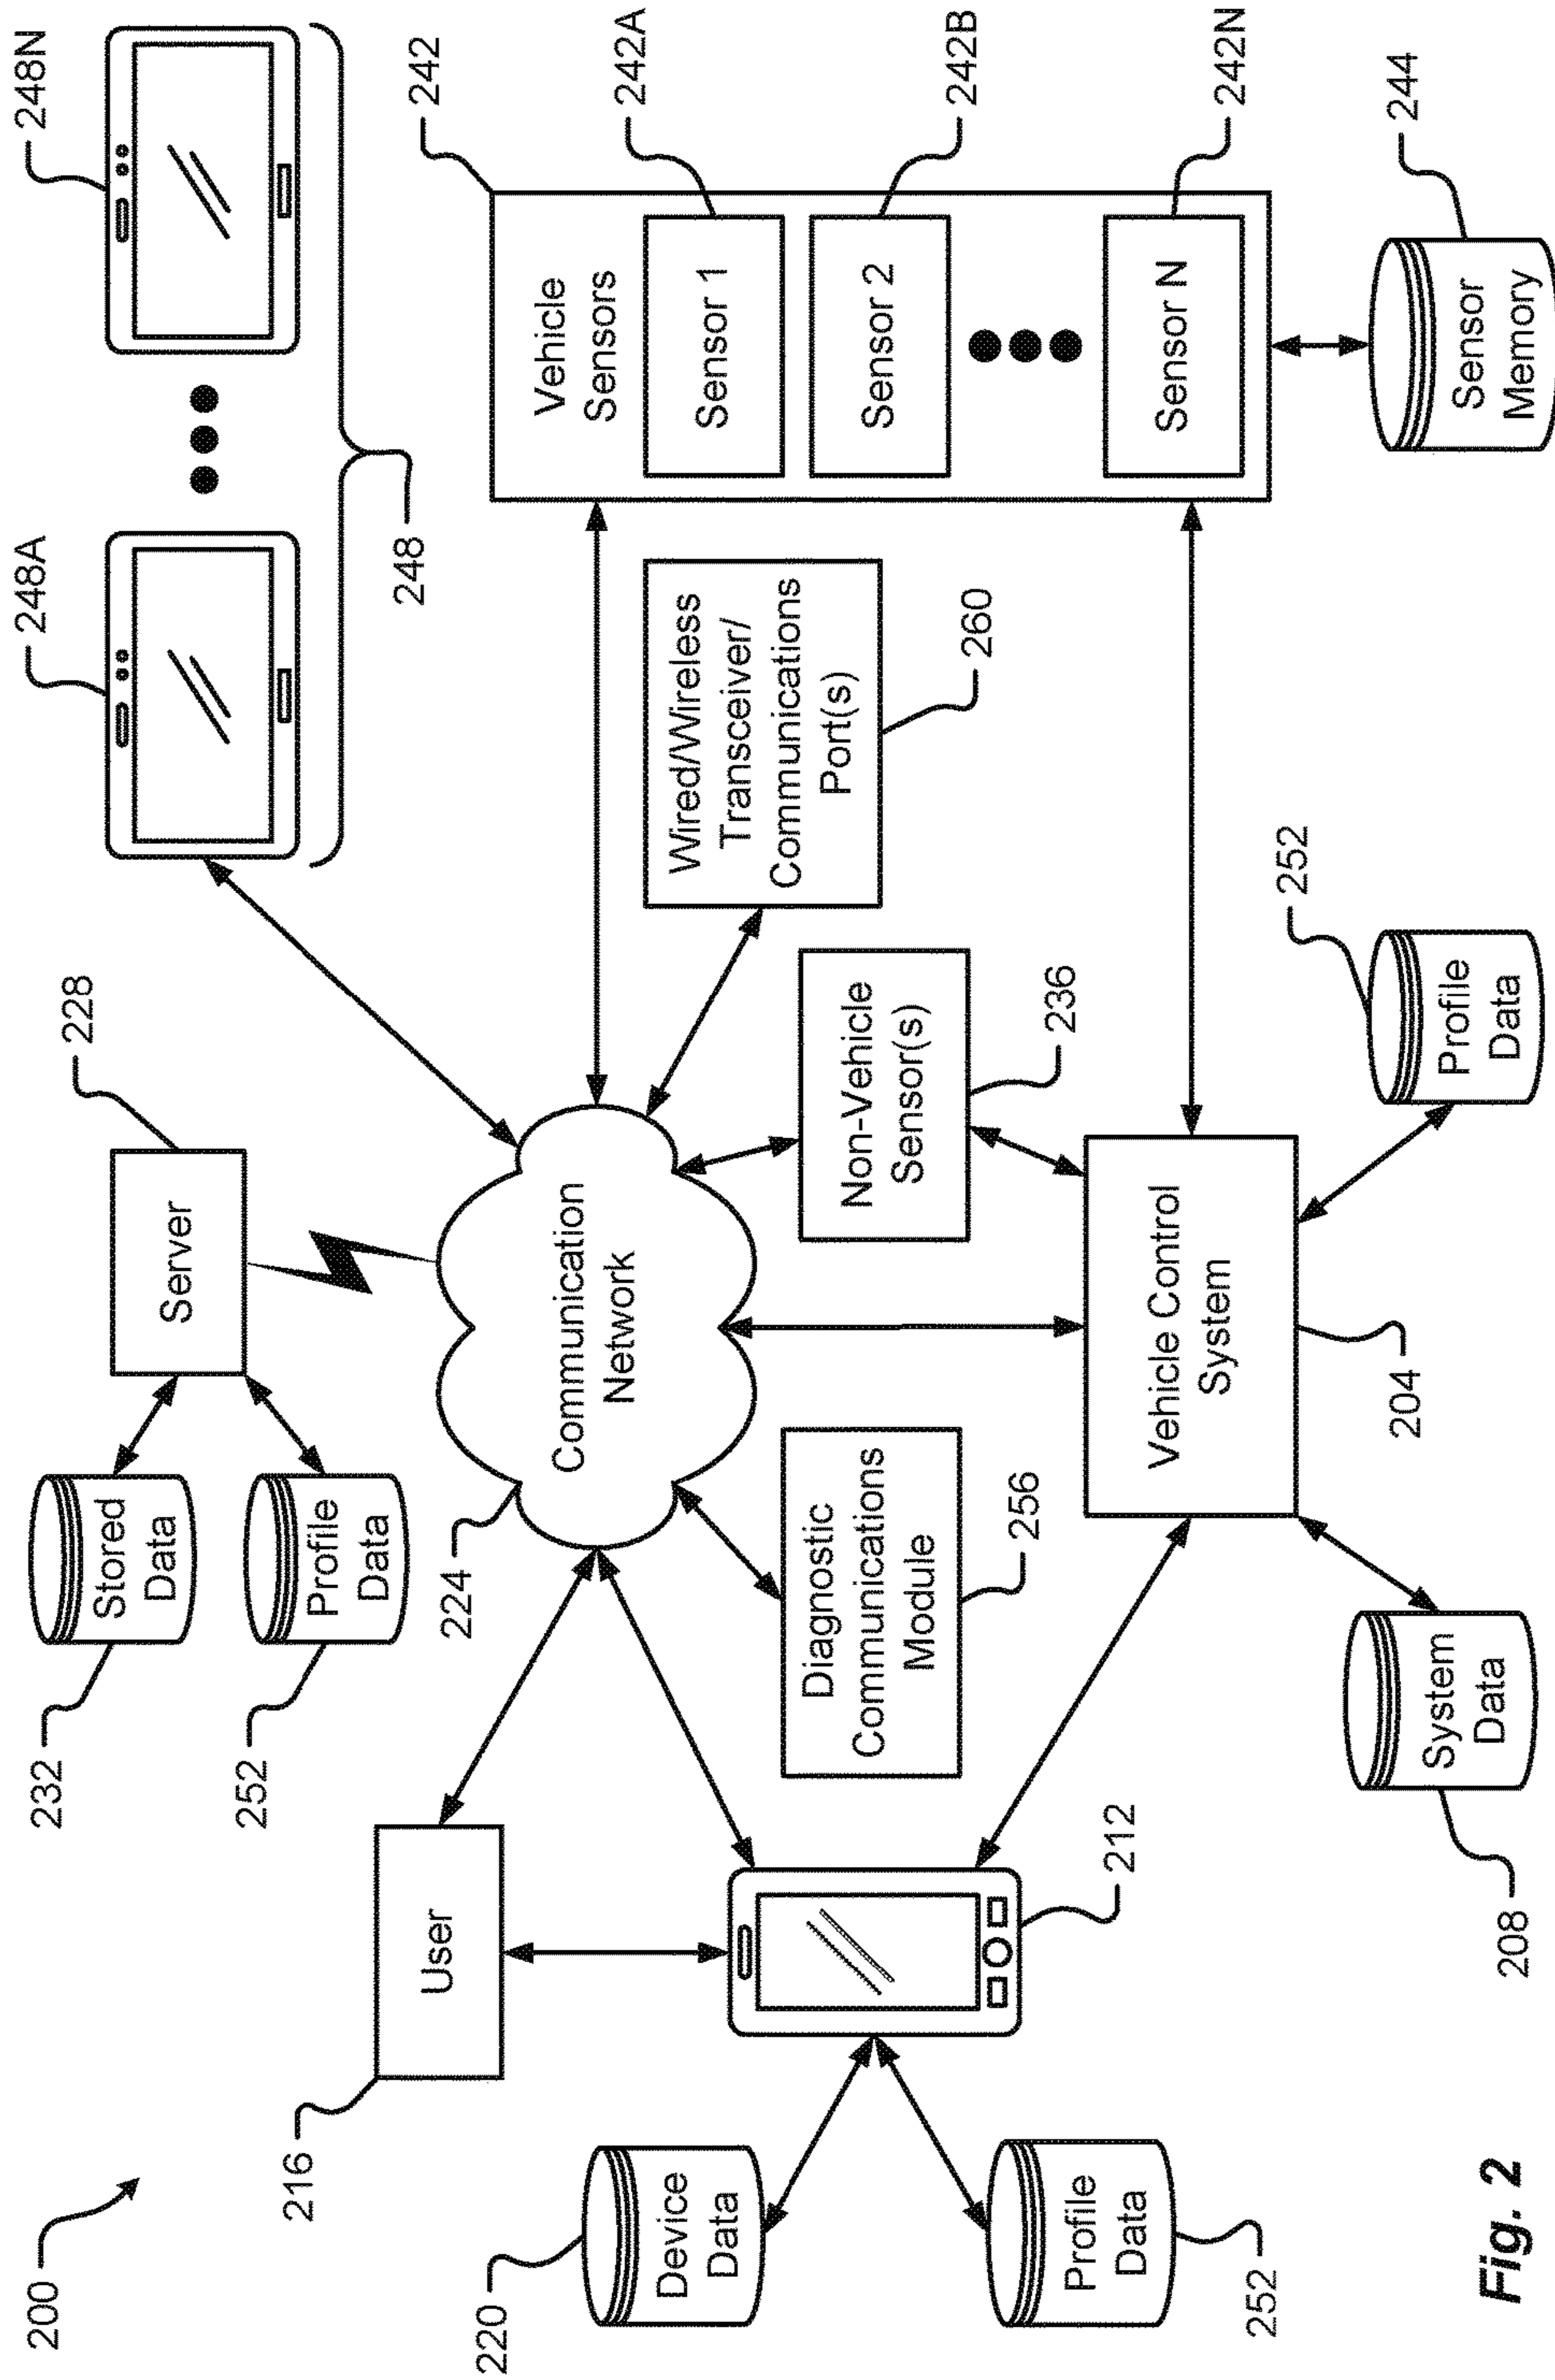 200
216
User
220
Device
Data
Profile
Data
252
212
232
Stored
Data
252
Profile
Data
Server
228
224
Communication
Network
Diagnostic
Communications
Module
256
208
System
Data
Vehicle Control
System
204
Profile
Data
252
Non-Vehicle
Sensor(s)
236
Wired/Wireless
Transceiver/
Communications
Port(s)
260
248A
248N
248
242
Vehicle
Sensors
Sensor 1
242A
Sensor 2
242B
Sensor N
242N
Sensor
Memory
244
Fig. 2